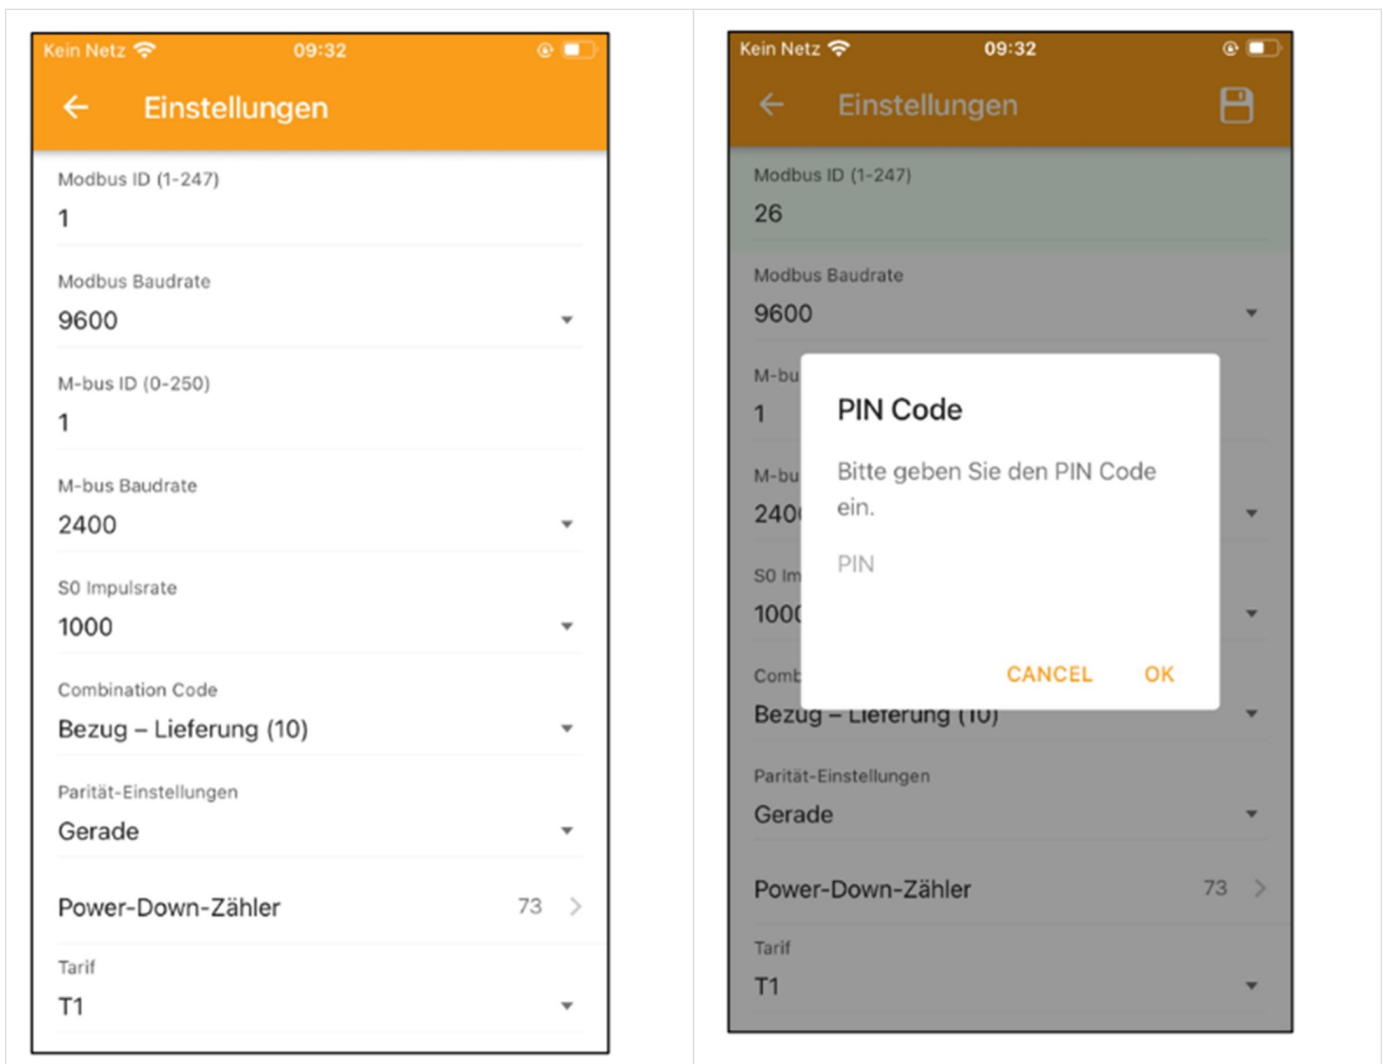 Kein Netz 09:32
Einstellungen
Modbus ID (1-247)
1
Modbus Baudrate
9600
M-bus ID (0-250)
1
M-bus Baudrate
2400
S0 Impulsrate
1000
Combination Code
Bezug – Lieferung (10)
Parität-Einstellungen
Gerade
Power-Down-Zähler 73
Tarif
T1
Kein Netz 09:32
Einstellungen
Modbus ID (1-247)
26
Modbus Baudrate
9600
M-bu
1
M-bu
240
S0 Im
1000
Comb
PIN Code
Bitte geben Sie den PIN Code
ein.
PIN
CANCEL OK
Bezug – Lieferung (10)
Parität-Einstellungen
Gerade
Power-Down-Zähler 73
Tarif
T1